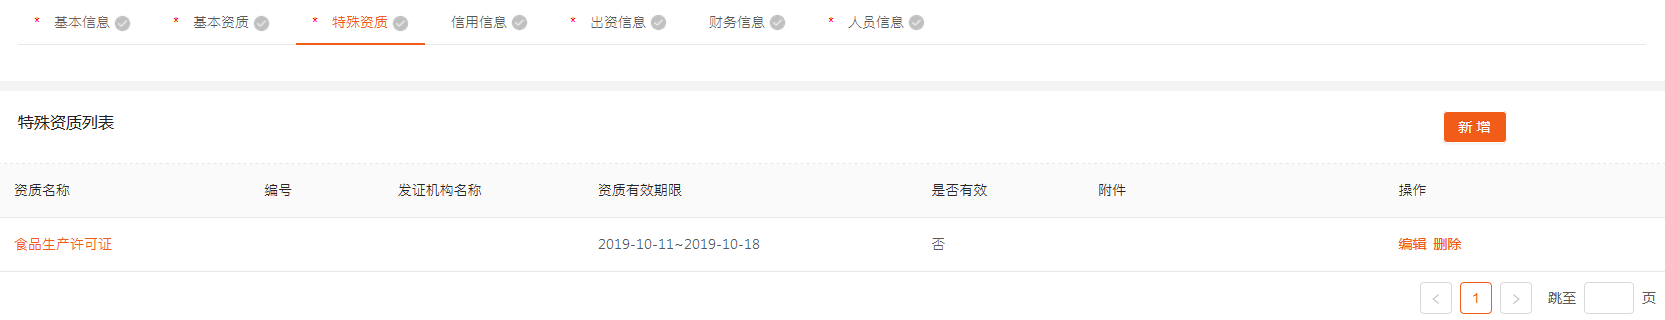 * 基本信息 * 基本资质 * 特殊资质 信用信息 * 出资信息 财务信息 * 人员信息
特殊资质列表 新 增
资质名称 编号 发证机构名称 资质有效期限 是否有效 附件 操作
食品生产许可证 2019-10-11~2019-10-18 否 编辑 删除
< 1 > 跳至 页